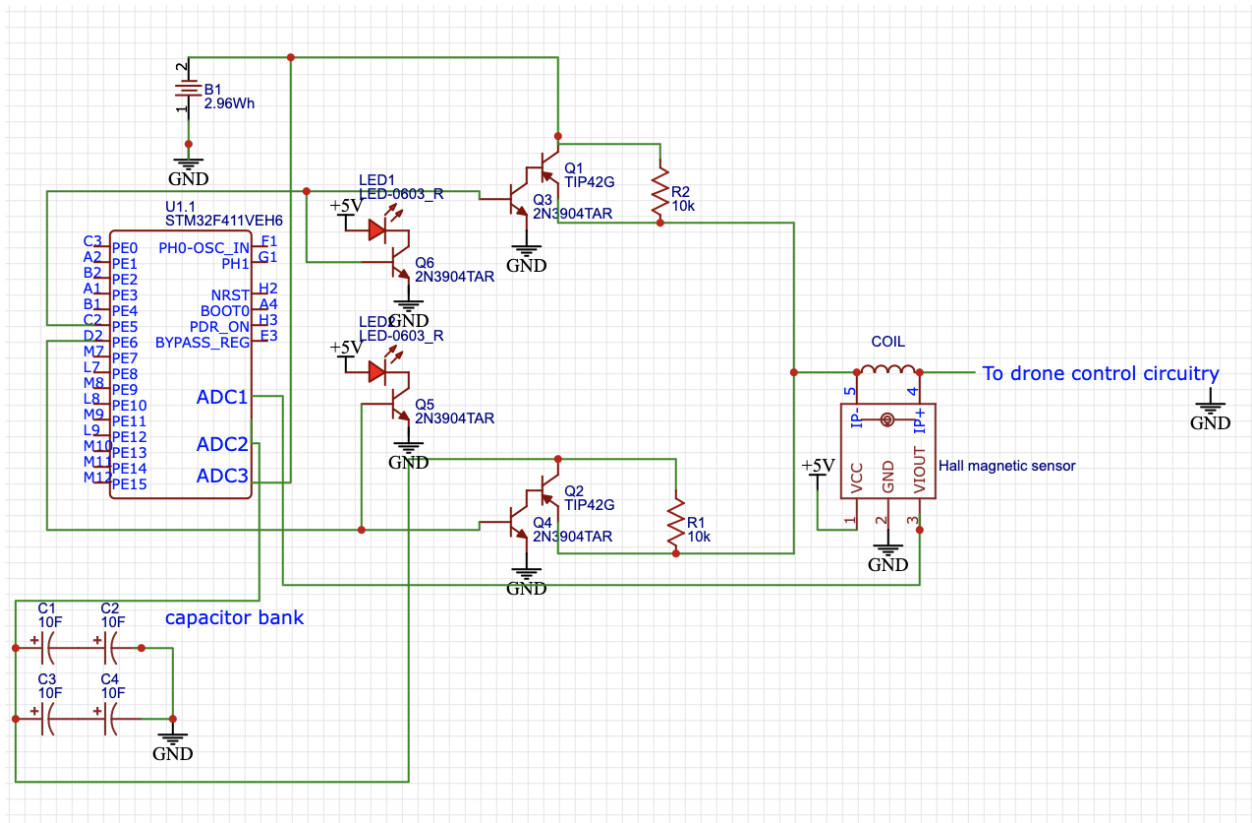 2
B1
2.96Wh
1
GND
U1.1
STM32F411VEH6
C3 PE0 PH0-OSC_IN F1
A2 PE1 PH1 G1
B2 PE2
A1 PE3 NRST H2
B1 PE4 BOOT0 A4
C2 PE5 PDR_ON H3
D2 PE6 BYPASS_REG E3
M7 PE7
L7 PE8
M8 PE9
L8 PE10 ADC1
M9 PE11
L9 PE12 ADC2
M10 PE13
M11 PE14 ADC3
M12 PE15
LED1
LED-0603_R
+5V
Q6
2N3904TAR
GND
LED2
LED-0603_R
+5V
Q5
2N3904TAR
GND
Q1
TIP42G
Q3
2N3904TAR
GND
R2
10k
Q2
TIP42G
Q4
2N3904TAR
GND
R1
10k
COIL
To drone control circuitry
GND
5 4
IP- IP+
+5V
VCC GND VIOUT
1 2 3
Hall magnetic sensor
GND
capacitor bank
C1 C2
10F 10F
+ +
C3 C4
10F 10F
+ +
GND